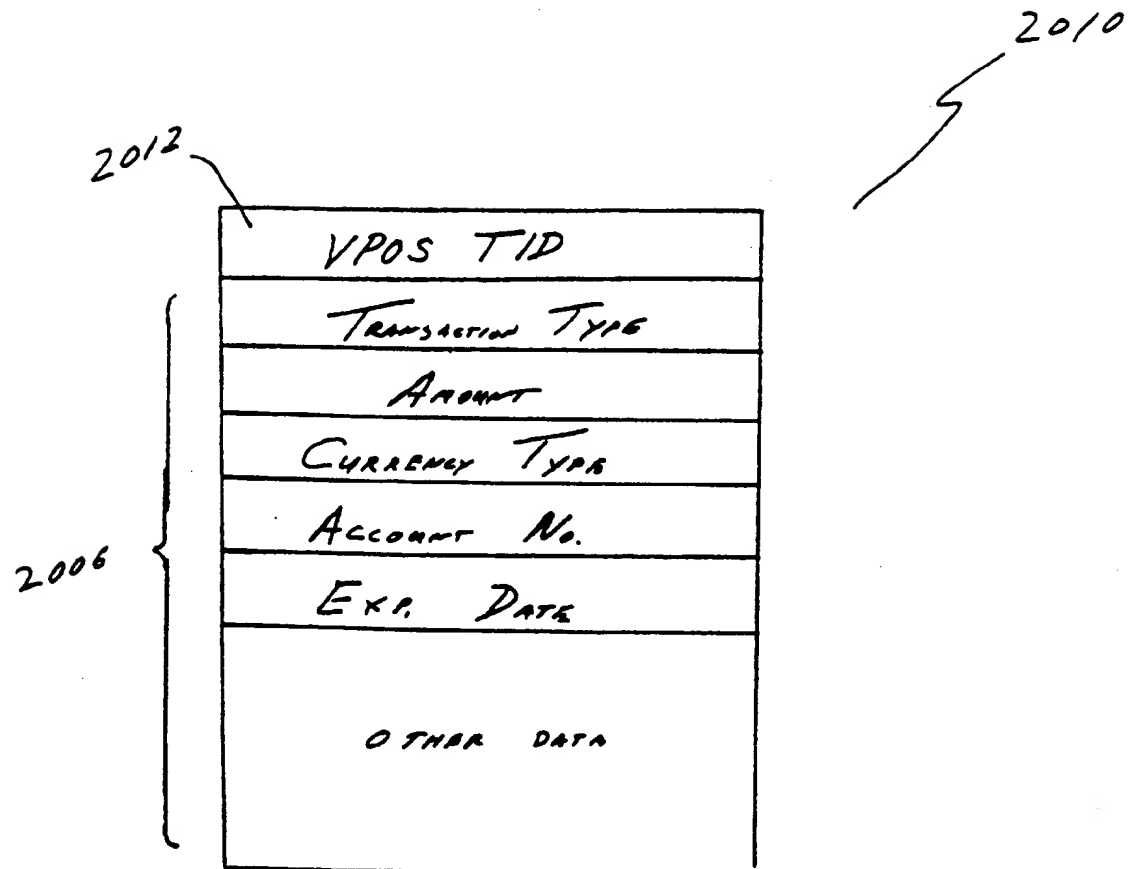 2010
2012
VPOS TID
TRANSACTION TYPE
AMOUNT
CURRENCY TYPE
ACCOUNT NO.
2006
EXP. DATE
OTHER DATA